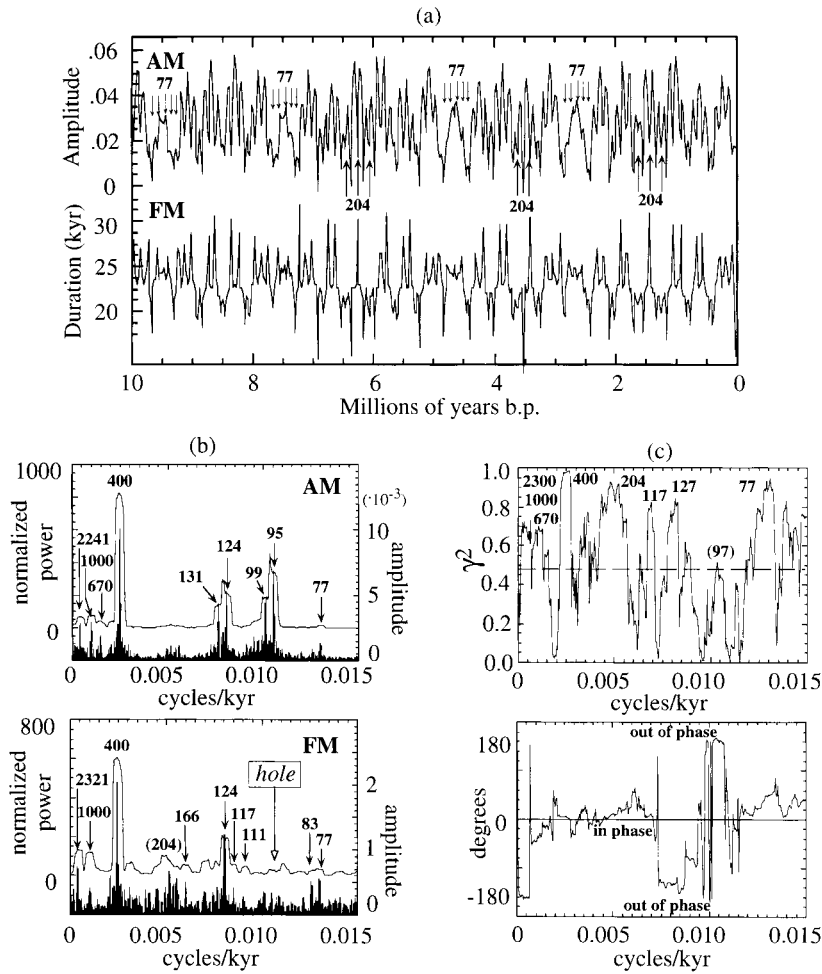 (a)
AM
77 77 77 77
.06
.04
.02
0
Amplitude
204 204 204
FM
30
25
20
Duration (kyr)
10 8 6 4 2 0
Millions of years b.p.
(b)
1000
0
normalized power
AM
400
(·10⁻³)
10
5
0
amplitude
2241
1000
670
131
124
99
95
77
0 0.005 0.010 0.015
cycles/kyr
800
0
normalized power
FM
400
2
1
0
amplitude
2321
1000
(204)
166
124
117
111
hole
83
77
0 0.005 0.010 0.015
cycles/kyr
(c)
1.0
0.8
0.6
0.4
0.2
0.0
γ2
2300
1000
670
400
204
117
127
(97)
77
0 0.005 0.010 0.015
cycles/kyr
180
0
-180
degrees
out of phase
in phase
out of phase
0 0.005 0.010 0.015
cycles/kyr